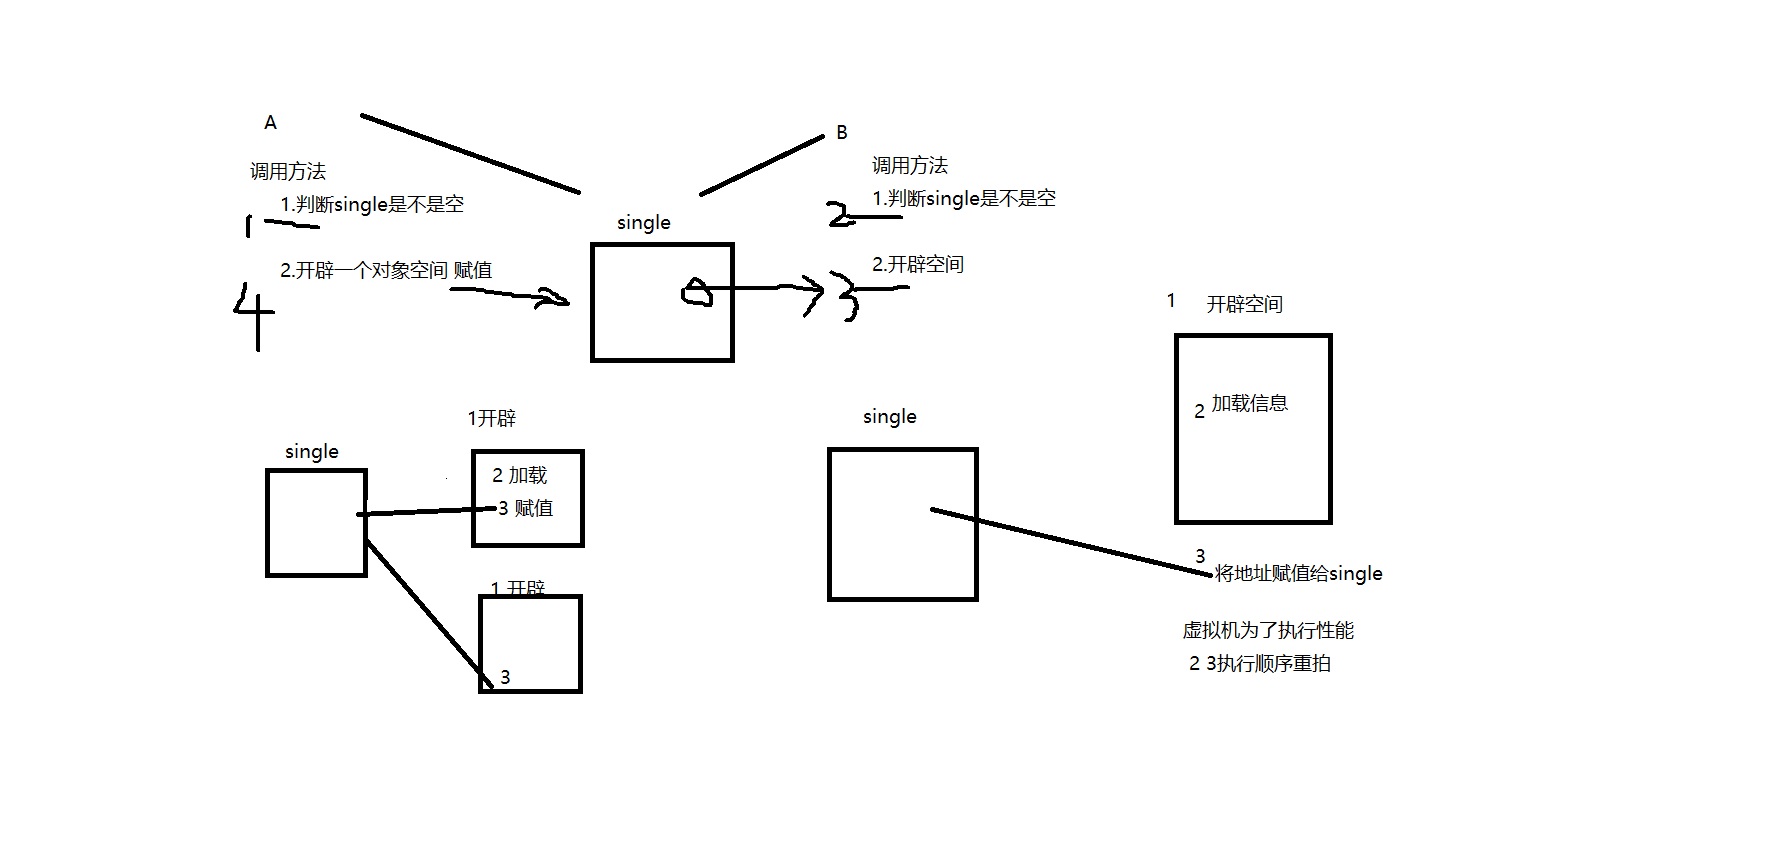 A
B
调用方法
调用方法
1.判断single是不是空
1.判断single是不是空
1
2
single
2.开辟一个对象空间 赋值
2.开辟空间
4
3
1
开辟空间
2
加载信息
1开辟
single
single
2 加载
3 赋值
3
将地址赋值给single
1 开辟
3
虚拟机为了执行性能
2 3执行顺序重拍